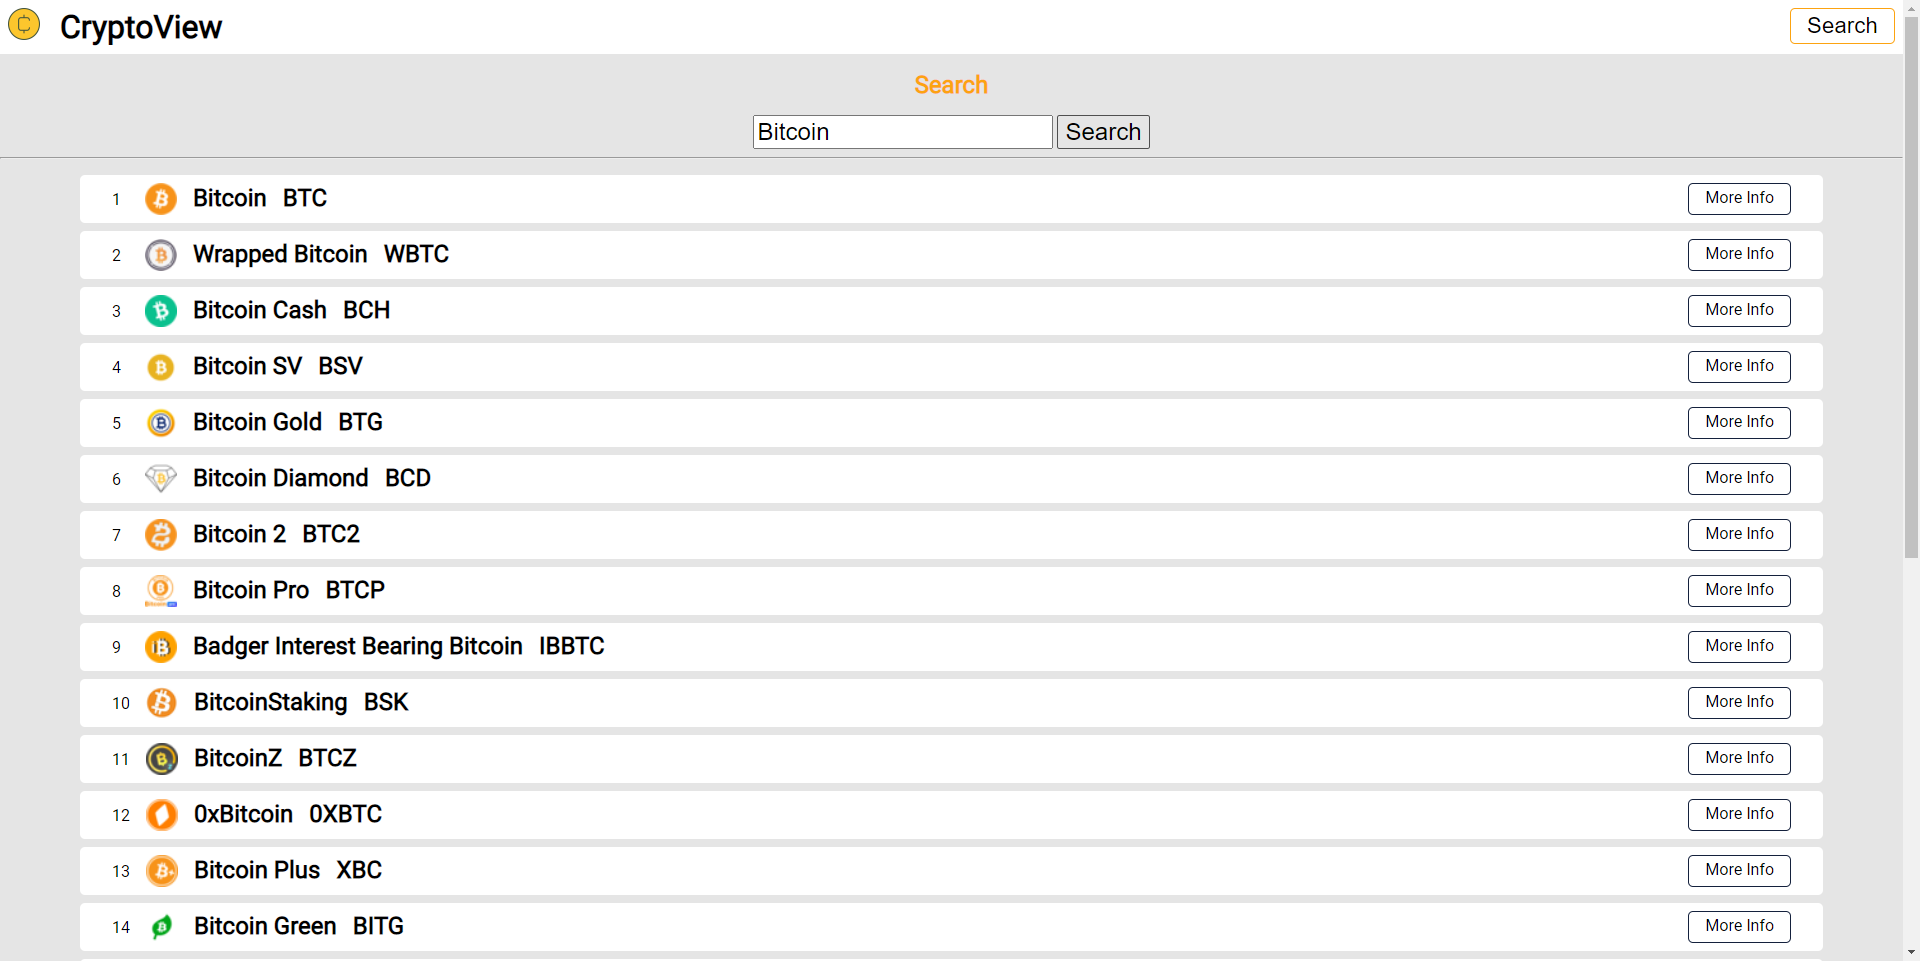 CryptoView Search
Search
Bitcoin Search
1 Bitcoin BTC More Info
2 Wrapped Bitcoin WBTC More Info
3 Bitcoin Cash BCH More Info
4 Bitcoin SV BSV More Info
5 Bitcoin Gold BTG More Info
6 Bitcoin Diamond BCD More Info
7 Bitcoin 2 BTC2 More Info
8 Bitcoin Pro BTCP More Info
9 Badger Interest Bearing Bitcoin IBBTC More Info
10 BitcoinStaking BSK More Info
11 BitcoinZ BTCZ More Info
12 0xBitcoin 0XBTC More Info
13 Bitcoin Plus XBC More Info
14 Bitcoin Green BITG More Info